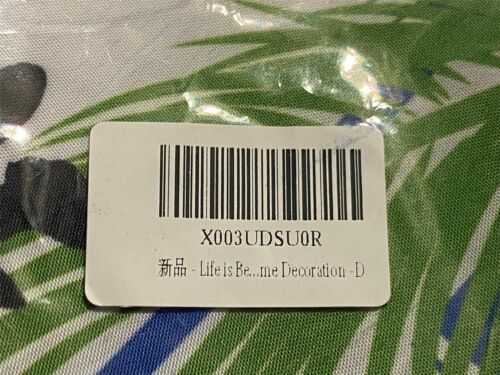 X003UDSU0R
新品 - Life is Be...me Decoration -D